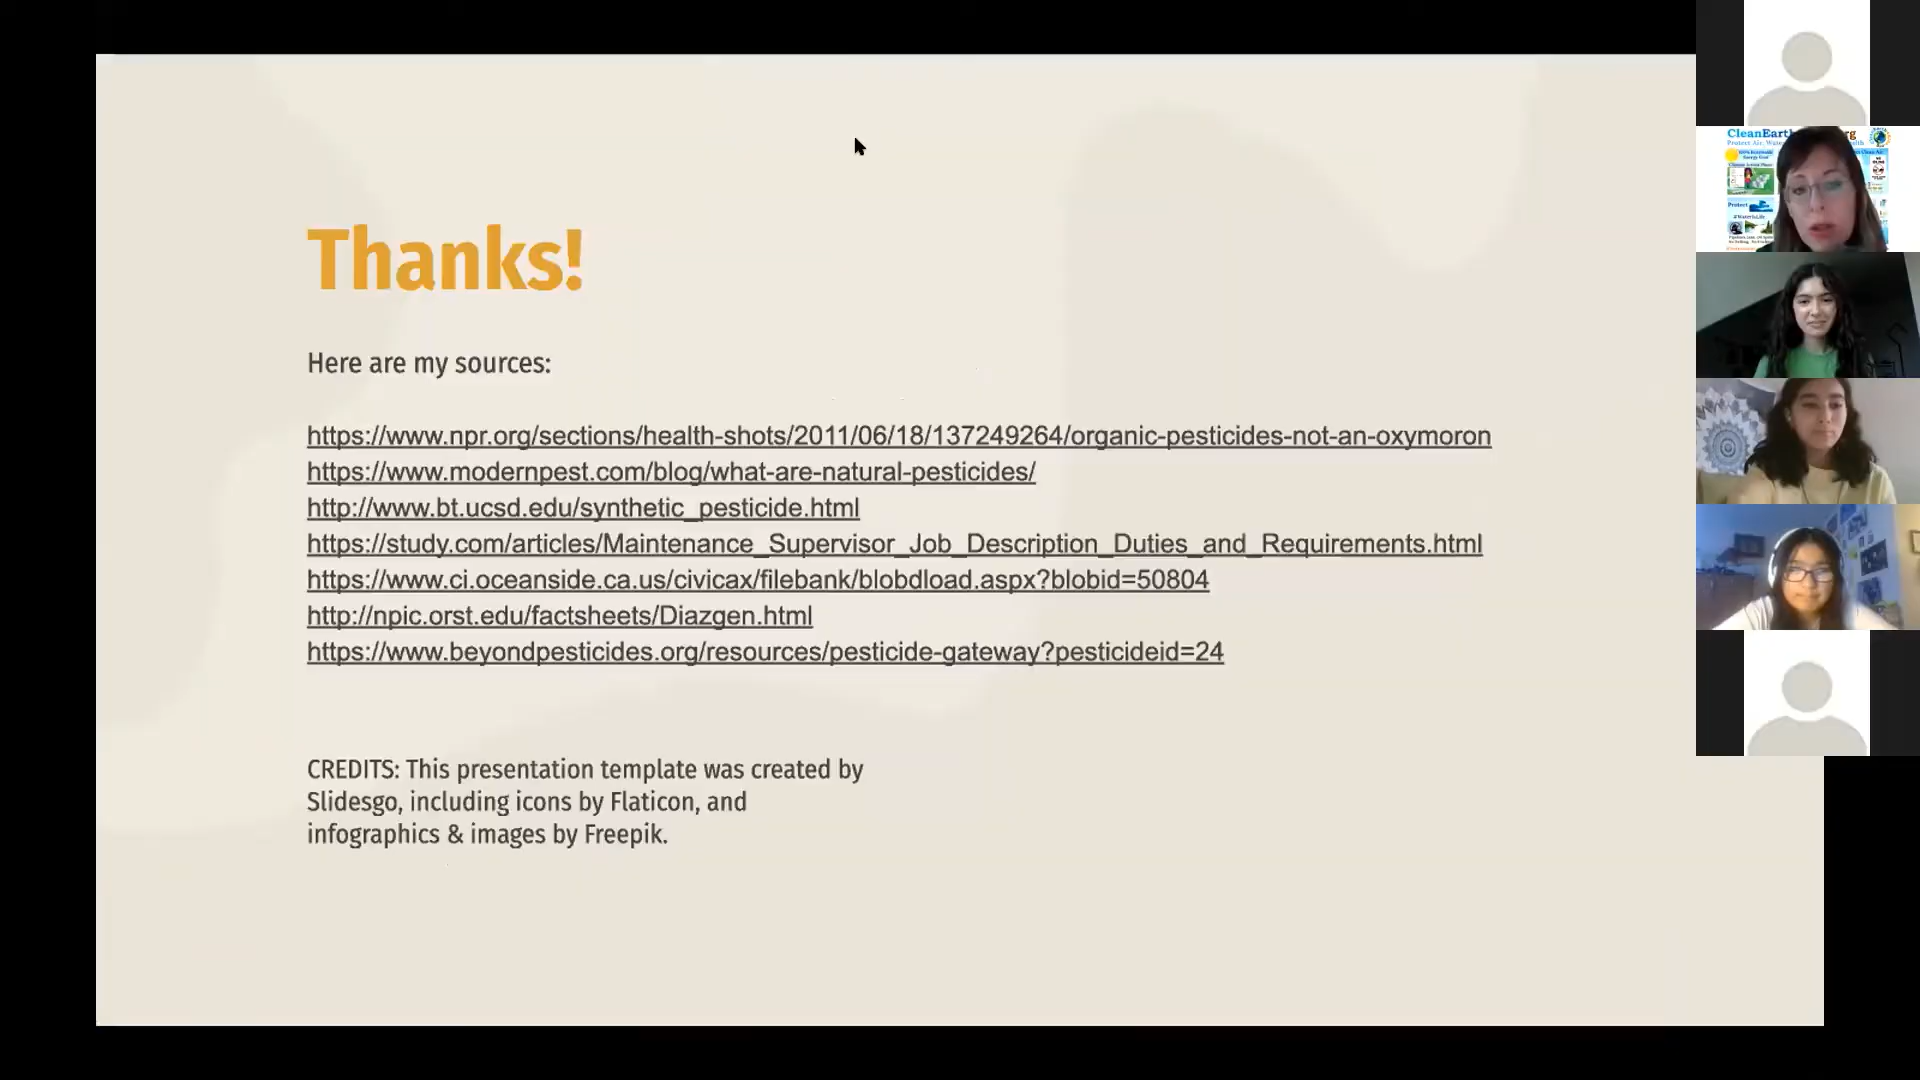 Thanks!
Here are my sources:
https://www.npr.org/sections/health-shots/2011/06/18/137249264/organic-pesticides-not-an-oxymoron
https://www.modernpest.com/blog/what-are-natural-pesticides/
http://www.bt.ucsd.edu/synthetic_pesticide.html
https://study.com/articles/Maintenance_Supervisor_Job_Description_Duties_and_Requirements.html
https://www.ci.oceanside.ca.us/civicax/filebank/blobdload.aspx?blobid=50804
http://npic.orst.edu/factsheets/Diazgen.html
https://www.beyondpesticides.org/resources/pesticide-gateway?pesticideid=24
CREDITS: This presentation template was created by
Slidesgo, including icons by Flaticon, and
infographics & images by Freepik.
CleanEarth
Protect Air, Wate
Protect